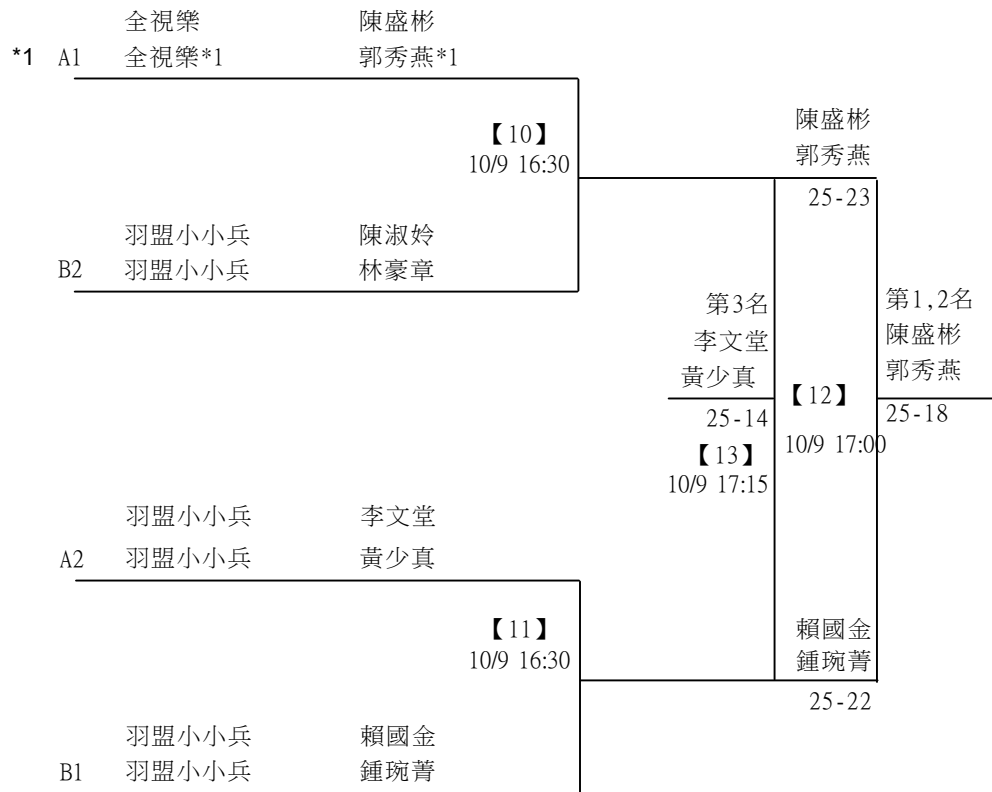 全視樂 陳盛彬
*1 A1 全視樂*1 郭秀燕*1
【10】
10/9 16:30
陳盛彬
郭秀燕
25-23
羽盟小小兵 陳淑姈
B2 羽盟小小兵 林豪章
第3名
李文堂
黃少真
25-14
【13】
10/9 17:15
【12】
10/9 17:00
第1,2名
陳盛彬
郭秀燕
25-18
羽盟小小兵 李文堂
A2 羽盟小小兵 黃少真
【11】
10/9 16:30
賴國金
鍾琬菁
25-22
羽盟小小兵 賴國金
B1 羽盟小小兵 鍾琬菁